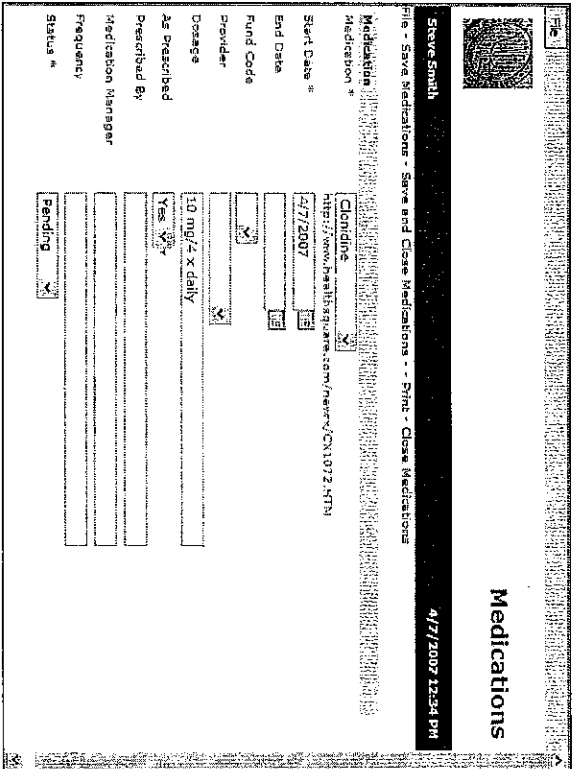 File
Medications
Steve Smith 4/7/2007 12:34 PM
File - Save Medications - Save and Close Medications - - Print - Close Medications
Medication
Medication * Clonidine
http://www.healthsquare.com/newrx/CX1072.HTM
Start Date * 4/7/2007
End Date
Fund Code
Provider
Dosage 10 mg/4 x daily
As Prescribed Yes
Prescribed By
Medication Manager
Frequency
Status * Pending